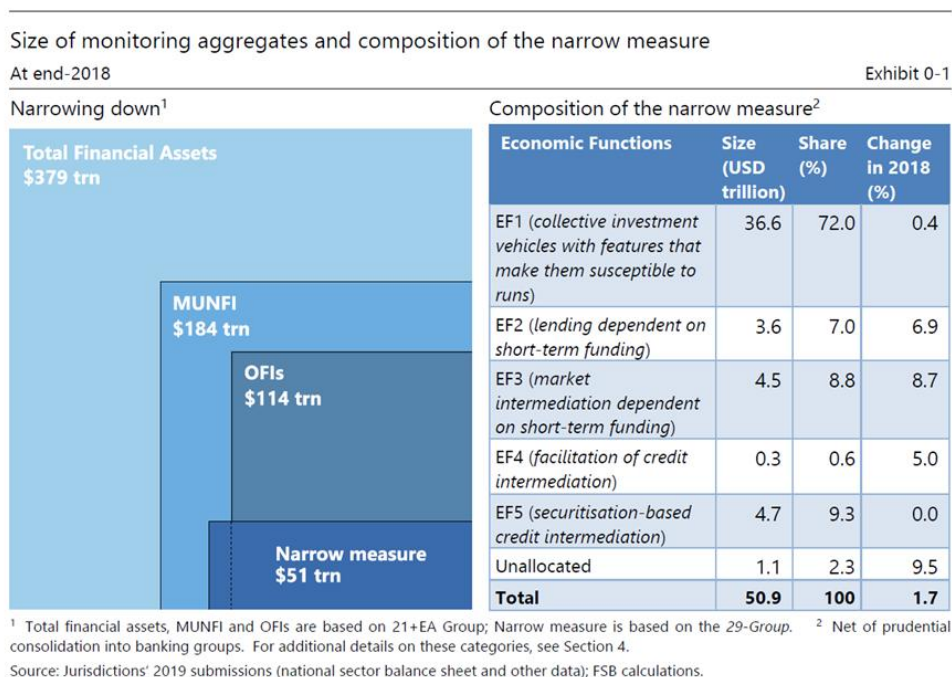 Size of monitoring aggregates and composition of the narrow measure
At end-2018 Exhibit 0-1
Narrowing down¹
Total Financial Assets
$379 trn
MUNFI
$184 trn
OFIs
$114 trn
Narrow measure
$51 trn
Composition of the narrow measure²
Economic Functions Size (USD trillion) Share (%) Change in 2018 (%)
EF1 (collective investment 36.6 72.0 0.4
vehicles with features that
make them susceptible to
runs)
EF2 (lending dependent on 3.6 7.0 6.9
short-term funding)
EF3 (market 4.5 8.8 8.7
intermediation dependent
on short-term funding)
EF4 (facilitation of credit 0.3 0.6 5.0
intermediation)
EF5 (securitisation-based 4.7 9.3 0.0
credit intermediation)
Unallocated 1.1 2.3 9.5
Total 50.9 100 1.7
¹ Total financial assets, MUNFI and OFIs are based on 21+EA Group; Narrow measure is based on the 29-Group. ² Net of prudential
consolidation into banking groups. For additional details on these categories, see Section 4.
Source: Jurisdictions' 2019 submissions (national sector balance sheet and other data); FSB calculations.